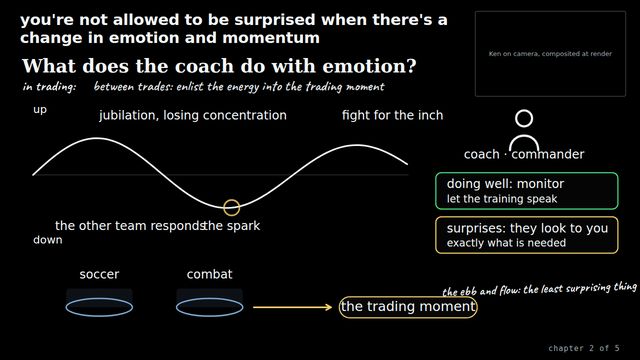 you're not allowed to be surprised when there's a
change in emotion and momentum
What does the coach do with emotion?
in trading: between trades: enlist the energy into the trading moment
Ken on camera, composited at render
up
jubilation, losing concentration
fight for the inch
coach · commander
doing well: monitor
let the training speak
surprises: they look to you
exactly what is needed
the other team responds
the spark
down
soccer
combat
the ebb and flow: the least surprising thing
the trading moment
chapter 2 of 5